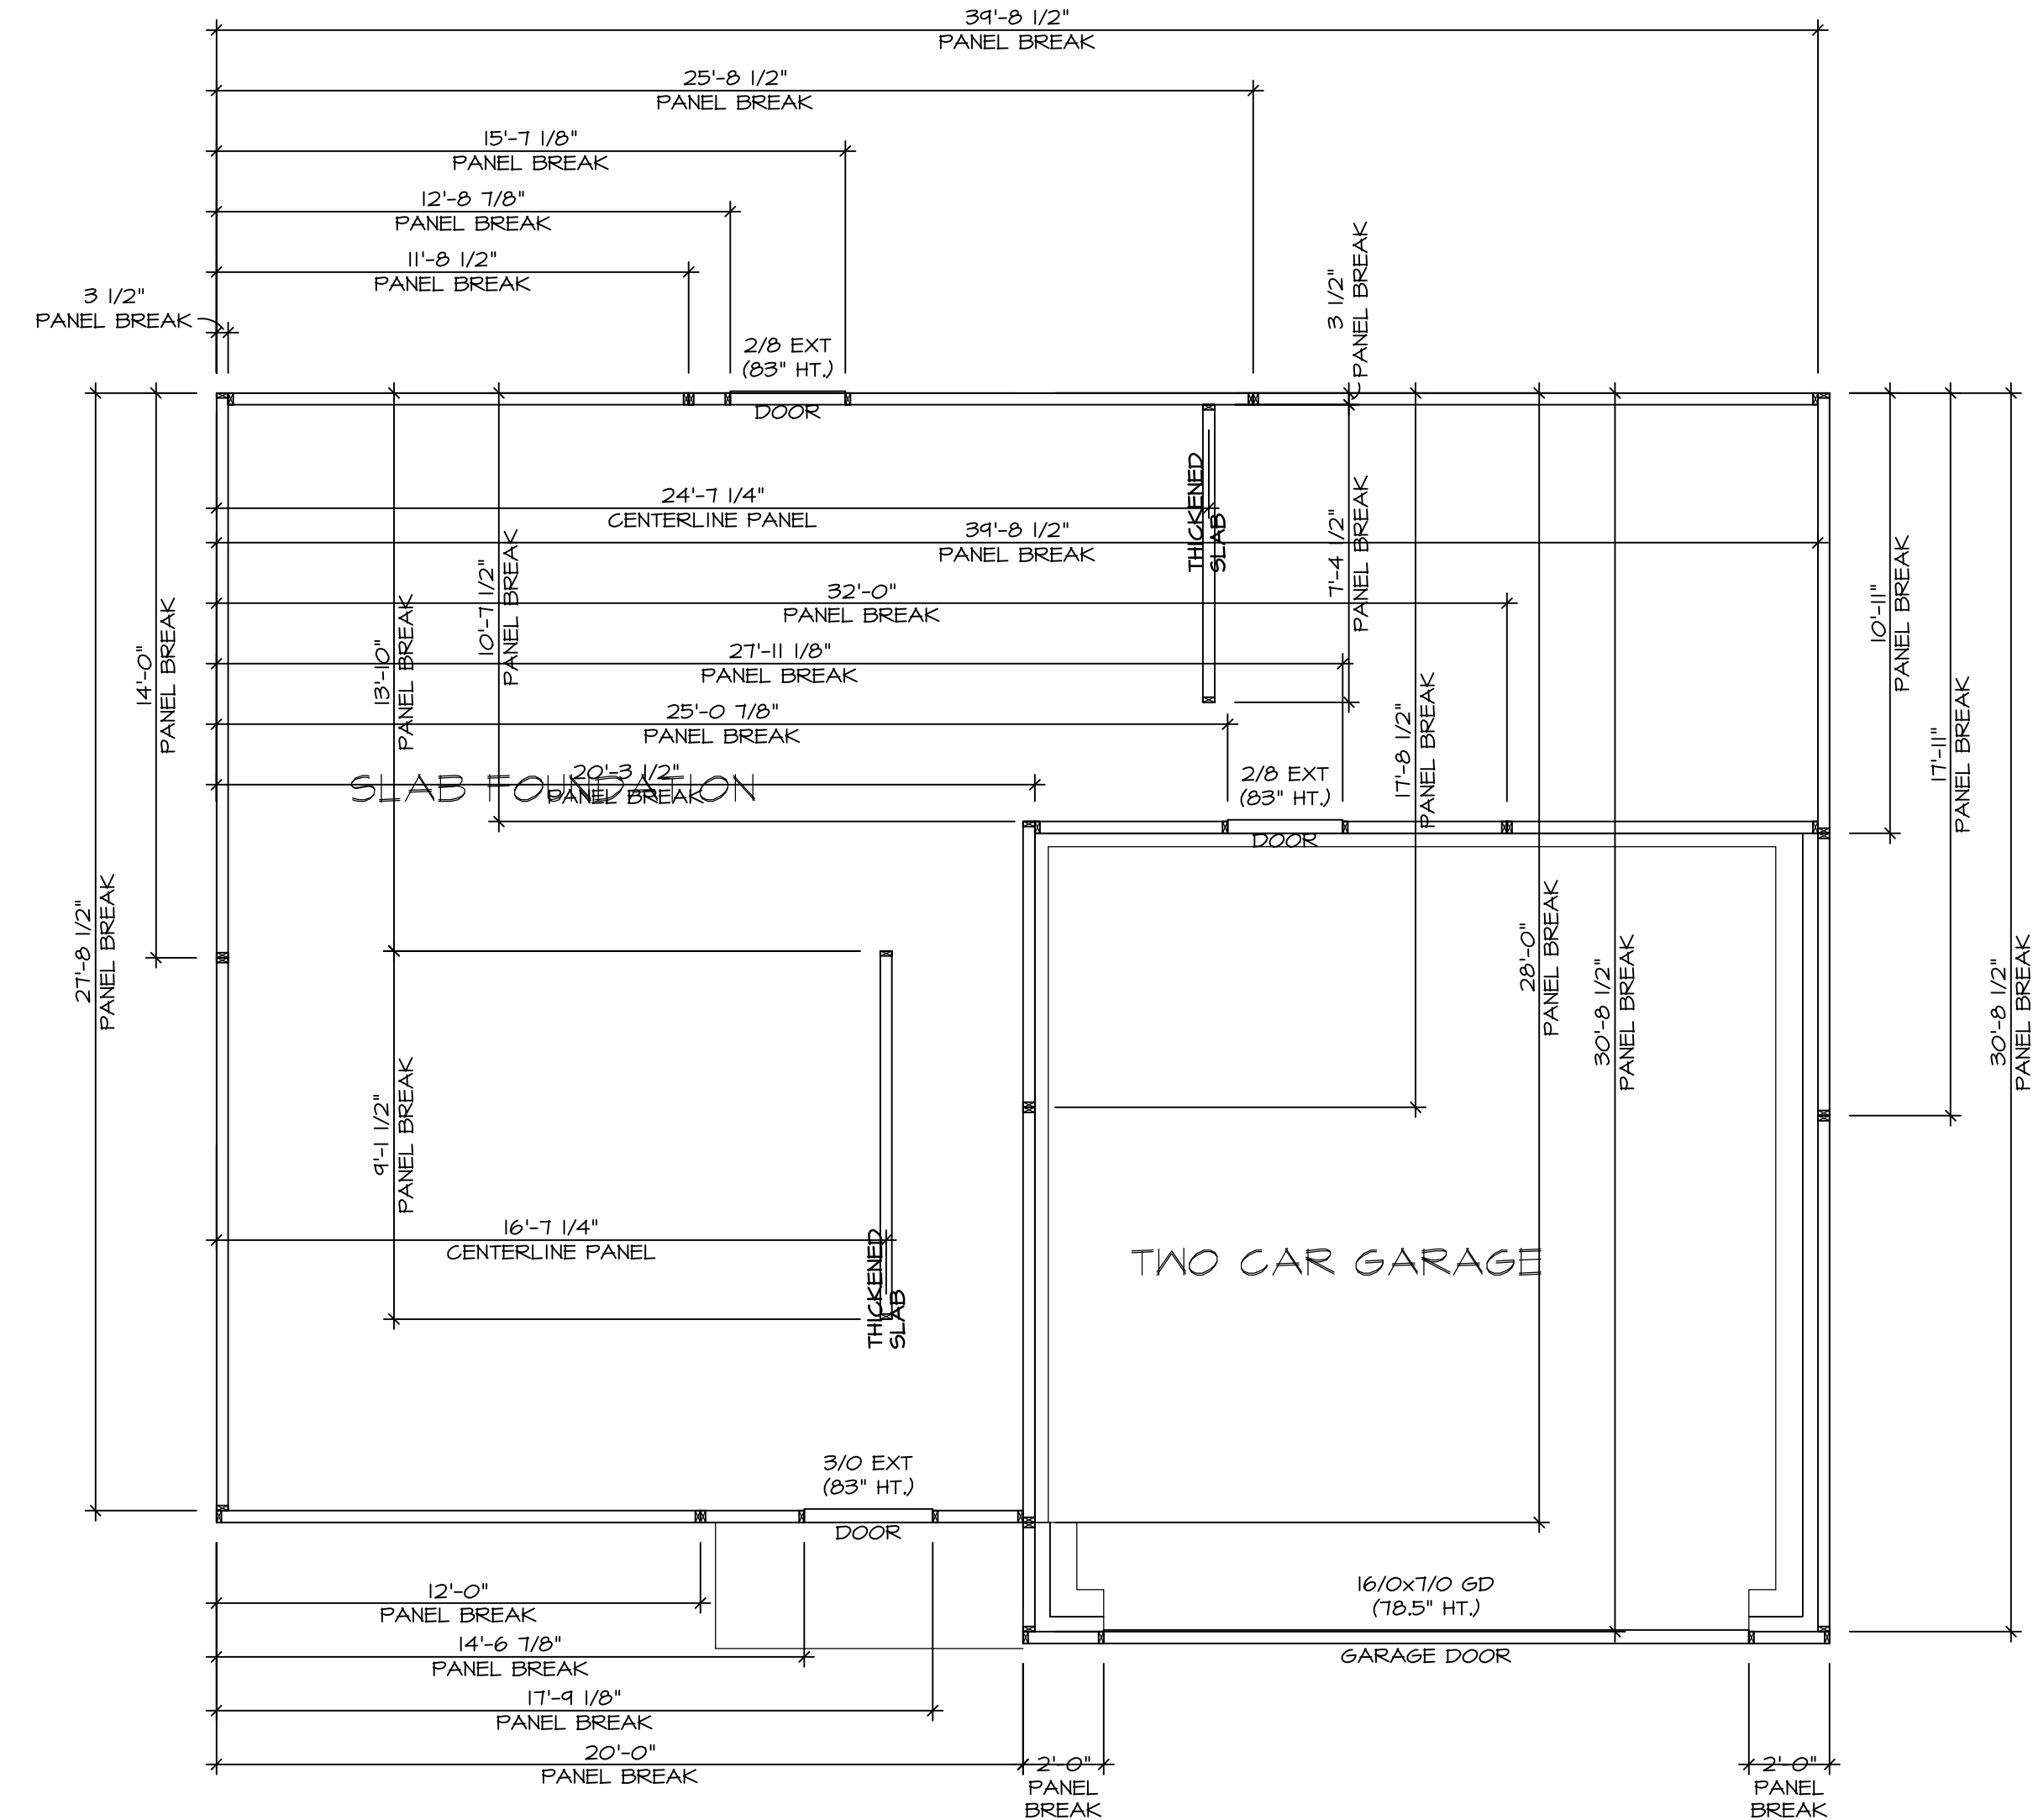 39'-8 1/2"
PANEL BREAK
25'-8 1/2"
PANEL BREAK
15'-7 1/8"
PANEL BREAK
12'-8 7/8"
PANEL BREAK
11'-8 1/2"
PANEL BREAK
3 1/2"
PANEL BREAK
3 1/2"
PANEL BREAK
2/8 EXT
(83" HT.)
DOOR
24'-7 1/4"
CENTERLINE PANEL
THICKENED
SLAB
39'-8 1/2"
PANEL BREAK
7'-4 1/2"
PANEL BREAK
10'-7 1/2"
PANEL BREAK
32'-0"
PANEL BREAK
13'-10"
PANEL BREAK
14'-0"
PANEL BREAK
10'-11"
PANEL BREAK
27'-11 1/8"
PANEL BREAK
25'-0 7/8"
PANEL BREAK
17'-8 1/2"
PANEL BREAK
17'-11"
PANEL BREAK
20'-3 1/2"
PANEL BREAK
SLAB FOUNDATION
2/8 EXT
(83" HT.)
DOOR
27'-8 1/2"
PANEL BREAK
28'-0"
PANEL BREAK
30'-8 1/2"
PANEL BREAK
30'-8 1/2"
PANEL BREAK
9'-1 1/2"
PANEL BREAK
16'-7 1/4"
CENTERLINE PANEL
THICKENED
SLAB
TWO CAR GARAGE
3/0 EXT
(83" HT.)
DOOR
12'-0"
PANEL BREAK
16/0x7/0 GD
(78.5" HT.)
GARAGE DOOR
14'-6 7/8"
PANEL BREAK
17'-9 1/8"
PANEL BREAK
20'-0"
PANEL BREAK
2'-0"
PANEL
BREAK
2'-0"
PANEL
BREAK